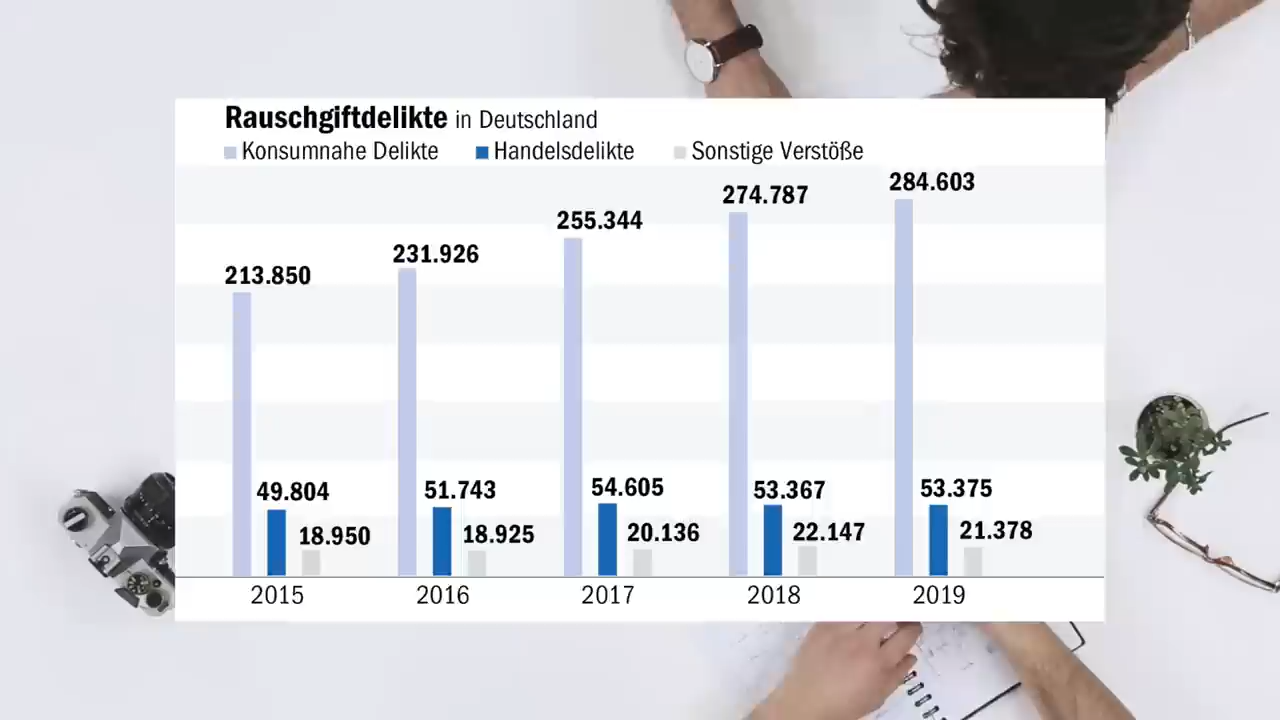 Rauschgiftdelikte in Deutschland
Konsumnahe Delikte Handelsdelikte Sonstige Verstöße
213.850 231.926 255.344 274.787 284.603
49.804 51.743 54.605 53.367 53.375
18.950 18.925 20.136 22.147 21.378
2015 2016 2017 2018 2019